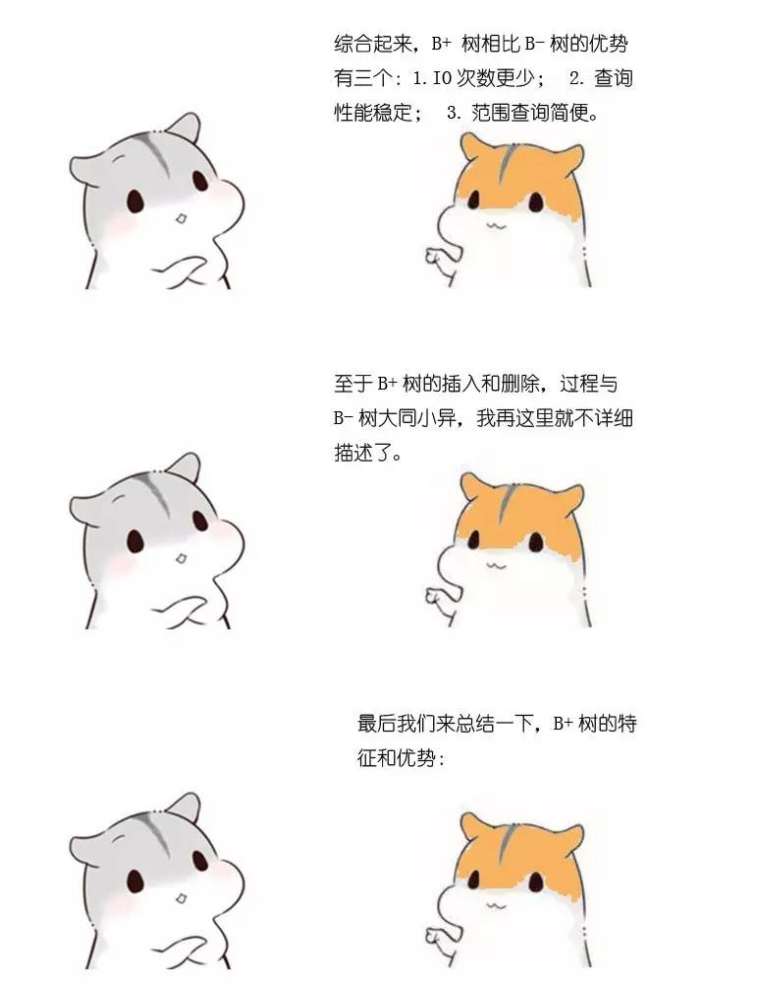 综合起来，B+ 树相比 B- 树的优势
有三个：1.IO 次数更少； 2. 查询
性能稳定； 3. 范围查询简便。
至于 B+ 树的插入和删除，过程与
B- 树大同小异，我再这里就不详细
描述了。
最后我们来总结一下，B+ 树的特
征和优势：